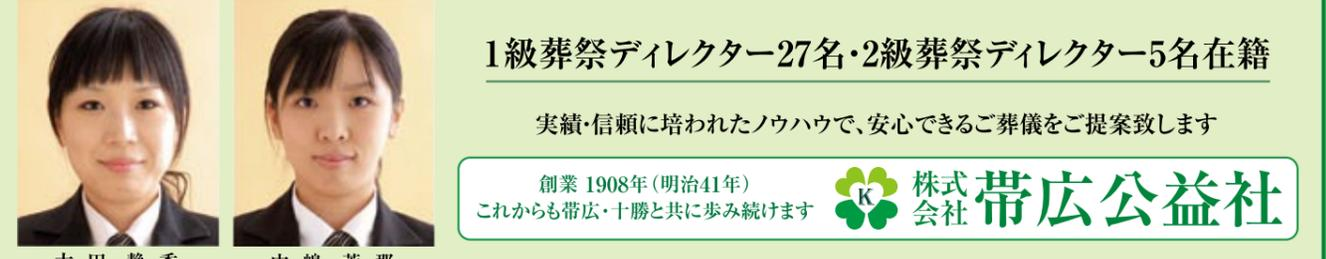 1級葬祭ディレクター27名・2級葬祭ディレクター5名在籍
実績・信頼に培われたノウハウで、安心できるご葬儀をご提案致します
創業 1908年（明治41年）
これからも帯広・十勝と共に歩み続けます
K
株式会社 帯広公益社